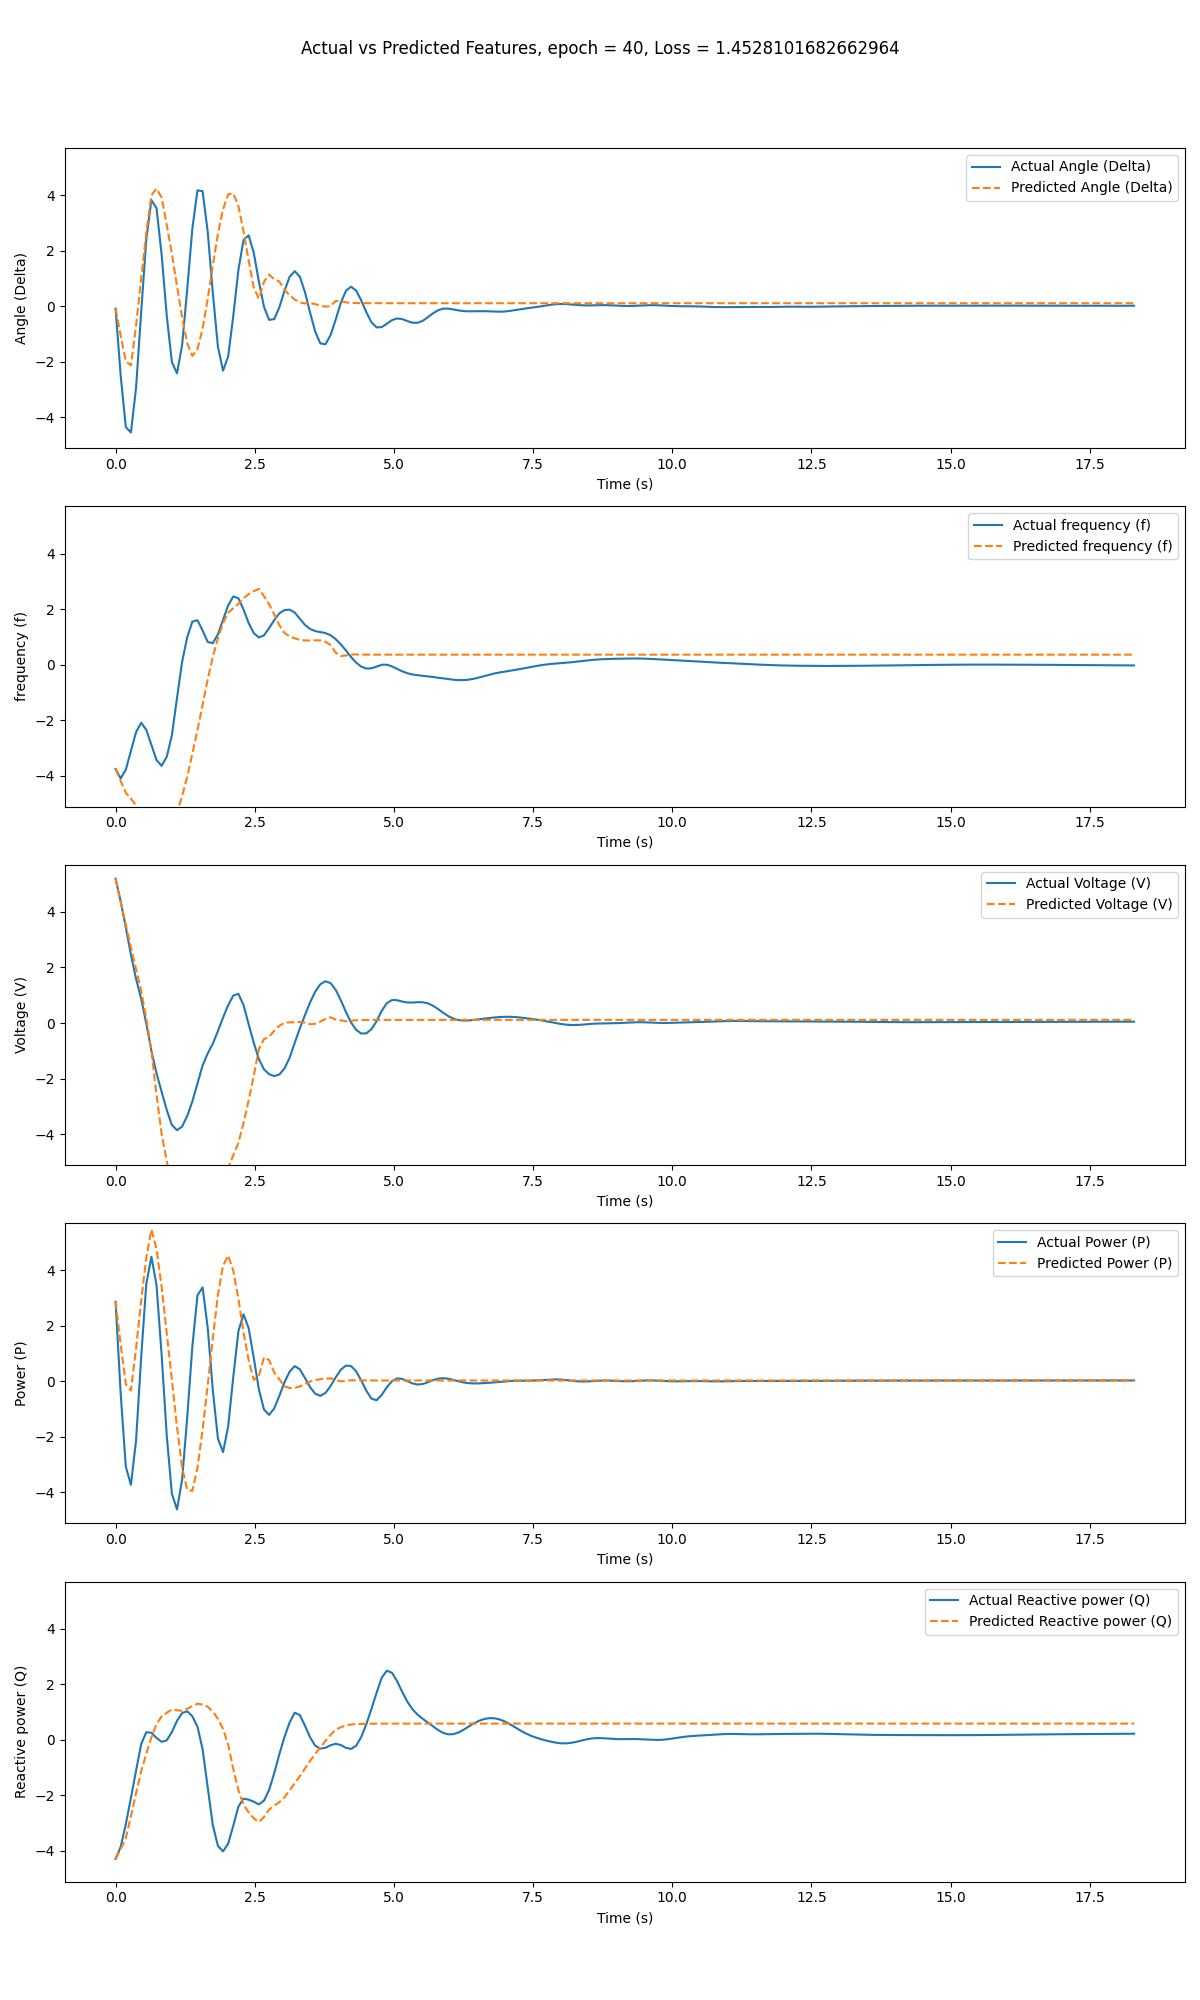 Actual vs Predicted Features, epoch = 40, Loss = 1.4528101682662964
Actual Angle (Delta)
Predicted Angle (Delta)
Angle (Delta)
4
2
0
−2
−4
0.0 2.5 5.0 7.5 10.0 12.5 15.0 17.5
Time (s)
Actual frequency (f)
Predicted frequency (f)
frequency (f)
4
2
0
−2
−4
0.0 2.5 5.0 7.5 10.0 12.5 15.0 17.5
Time (s)
Actual Voltage (V)
Predicted Voltage (V)
Voltage (V)
4
2
0
−2
−4
0.0 2.5 5.0 7.5 10.0 12.5 15.0 17.5
Time (s)
Actual Power (P)
Predicted Power (P)
Power (P)
4
2
0
−2
−4
0.0 2.5 5.0 7.5 10.0 12.5 15.0 17.5
Time (s)
Actual Reactive power (Q)
Predicted Reactive power (Q)
Reactive power (Q)
4
2
0
−2
−4
0.0 2.5 5.0 7.5 10.0 12.5 15.0 17.5
Time (s)